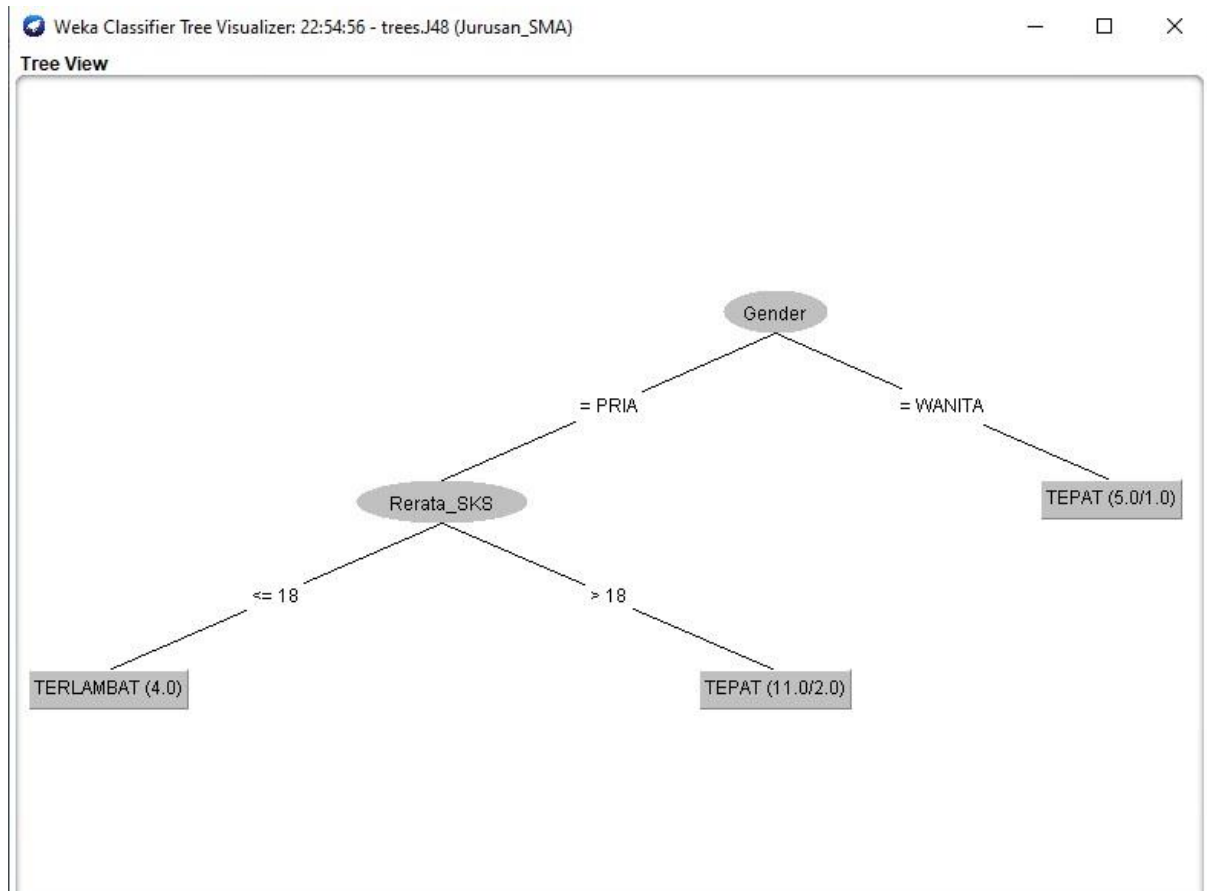 Weka Classifier Tree Visualizer: 22:54:56 - trees.J48 (Jurusan_SMA)
Tree View
Gender
= PRIA
= WANITA
Rerata_SKS
TEPAT (5.0/1.0)
<= 18
> 18
TERLAMBAT (4.0)
TEPAT (11.0/2.0)